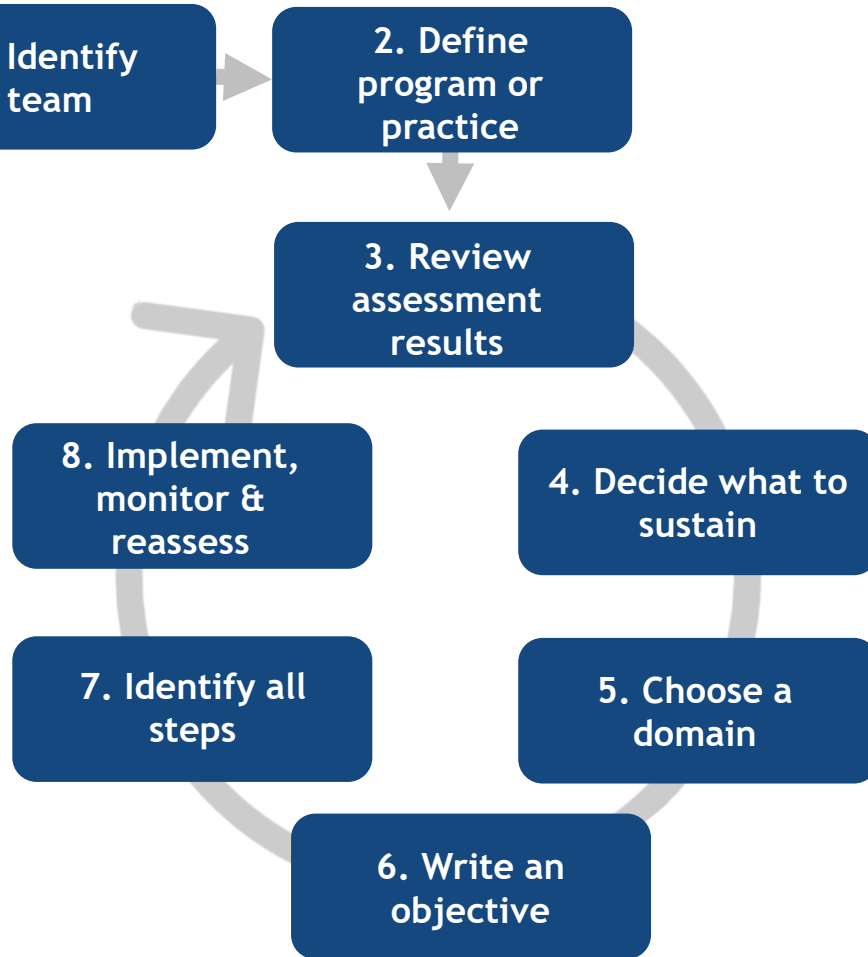 Identify
team
2. Define
program or
practice
3. Review
assessment
results
4. Decide what to
sustain
5. Choose a
domain
6. Write an
objective
7. Identify all
steps
8. Implement,
monitor &
reassess